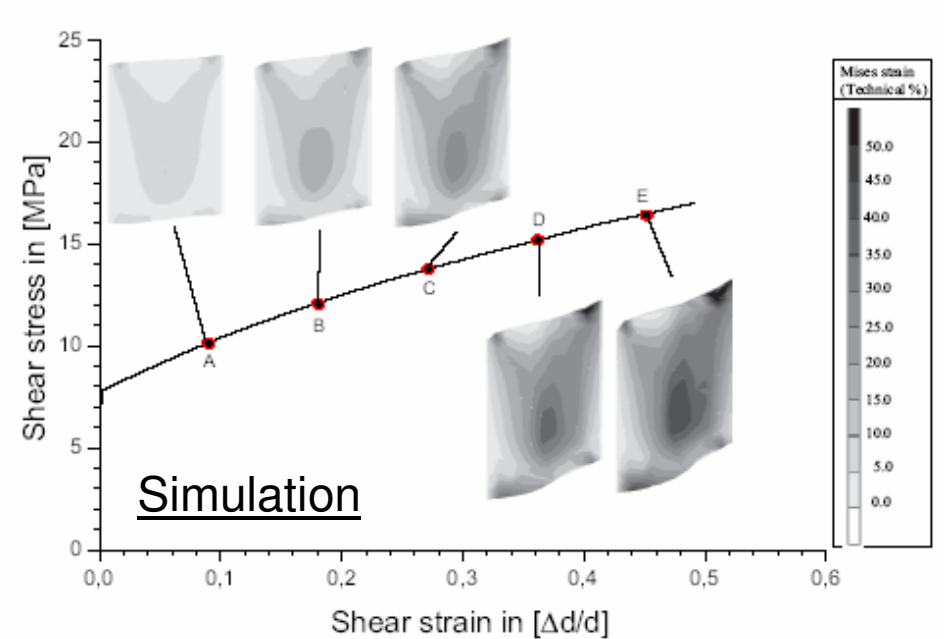 25
20
15
10
5
0
Shear stress in [MPa]
A
B
C
D
E
Simulation
0,0 0,1 0,2 0,3 0,4 0,5 0,6
Shear strain in [Δd/d]
Mises strain
(Technical %)
50.0
45.0
40.0
35.0
30.0
25.0
20.0
15.0
10.0
5.0
0.0